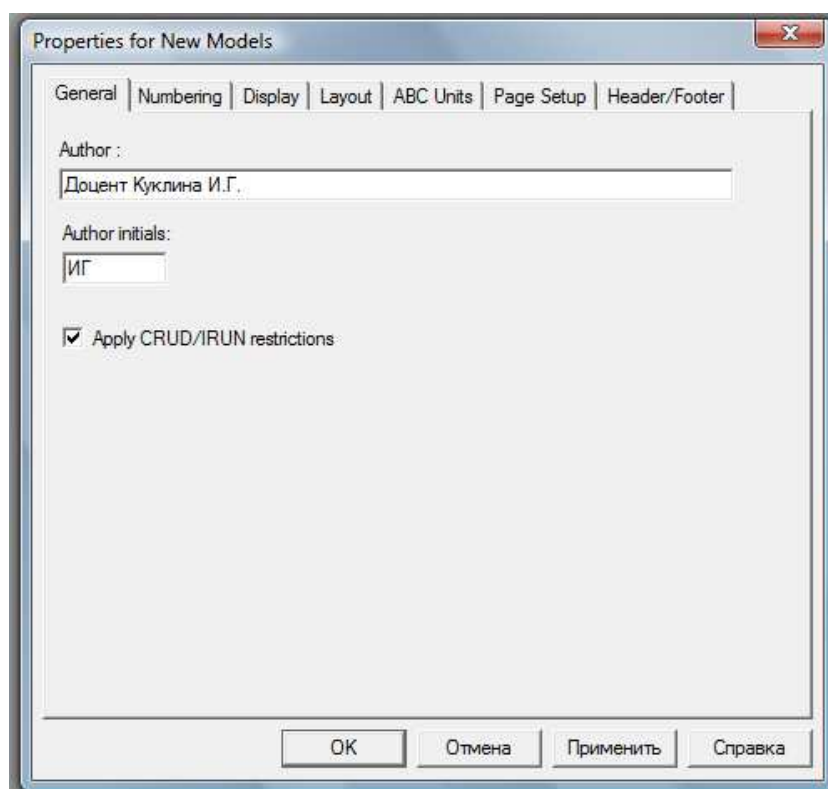 Properties for New Models
General Numbering Display Layout ABC Units Page Setup Header/Footer
Author :
Доцент Куклина И.Г.
Author initials:
ИГ
Apply CRUD/IRUN restrictions
OK Отмена Применить Справка